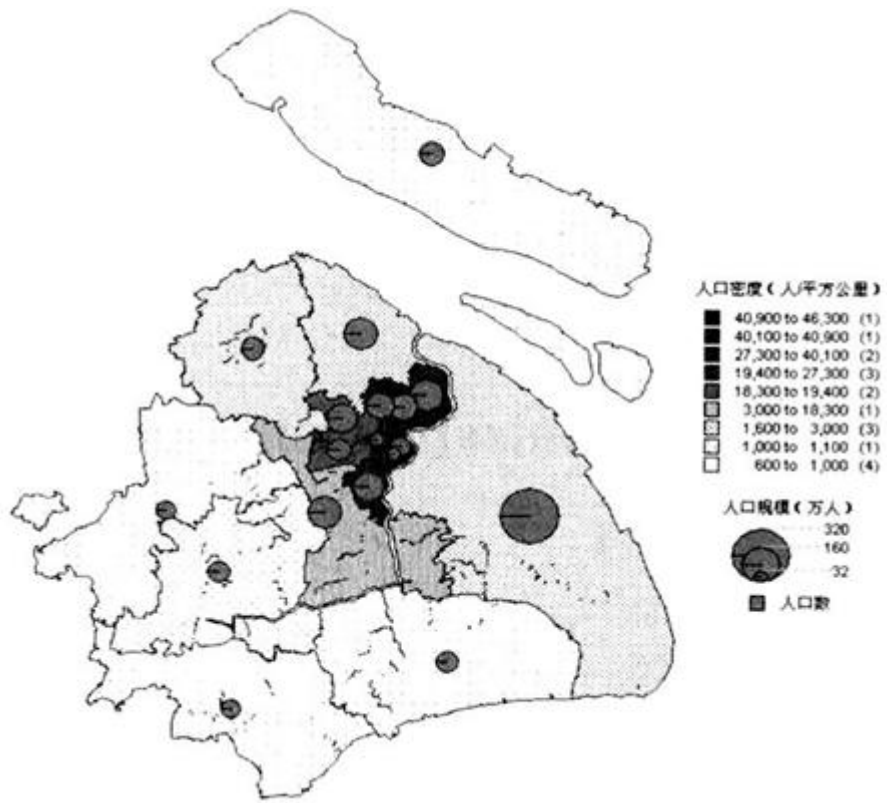 人口密度（人/平方公里）
40,900 to 46,300 (1)
40,100 to 40,900 (1)
27,300 to 40,100 (2)
19,400 to 27,300 (3)
18,300 to 19,400 (2)
3,000 to 18,300 (1)
1,600 to 3,000 (3)
1,000 to 1,100 (1)
600 to 1,000 (4)
人口规模（万人）
320
160
32
人口数